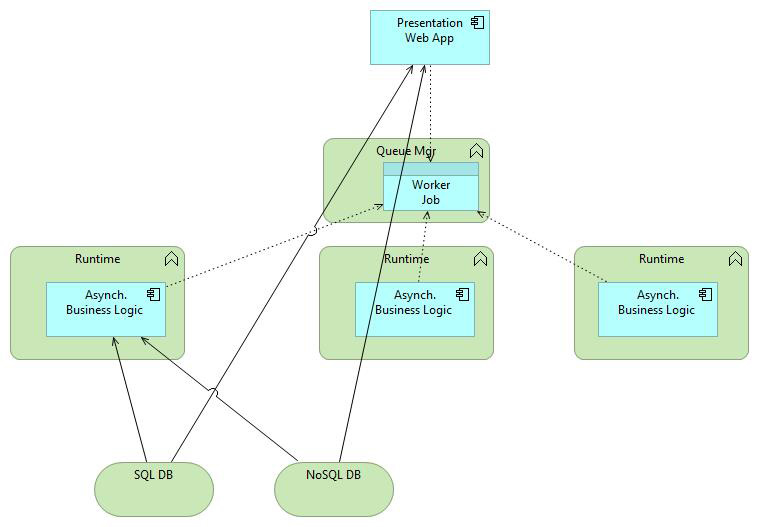 Presentation
Web App
Queue Mgr
Worker
Job
Runtime
Asynch.
Business Logic
Runtime
Asynch.
Business Logic
Runtime
Asynch.
Business Logic
SQL DB
NoSQL DB